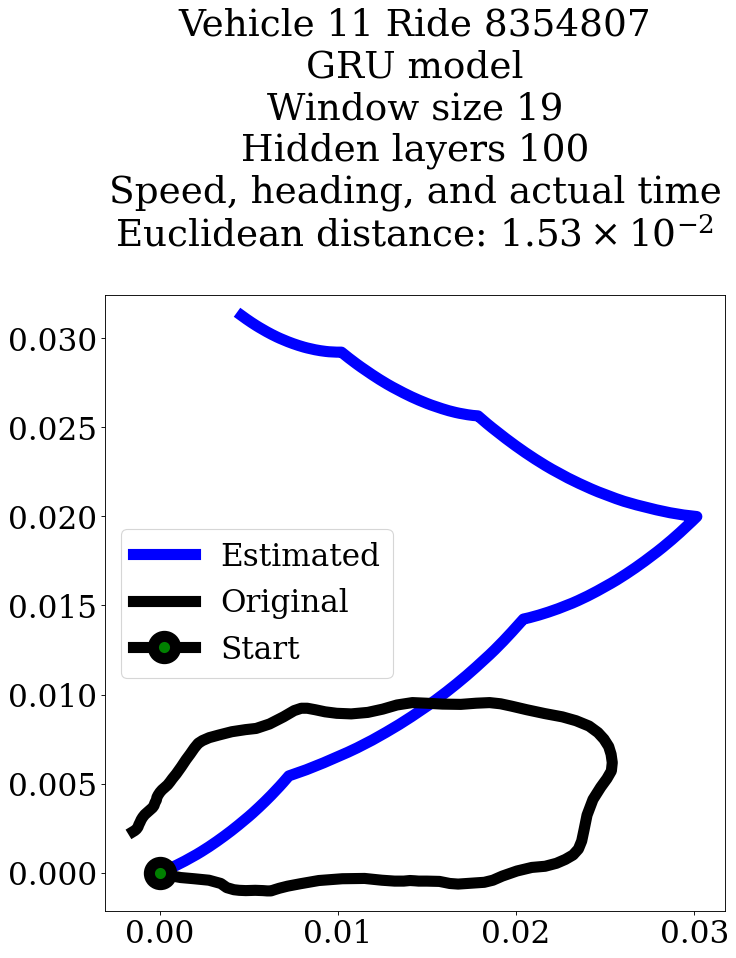 Vehicle 11 Ride 8354807
GRU model
Window size 19
Hidden layers 100
Speed, heading, and actual time
Euclidean distance: 1.53 × 10⁻²
0.030
0.025
0.020
0.015
0.010
0.005
0.000
Estimated
Original
Start
0.00 0.01 0.02 0.03